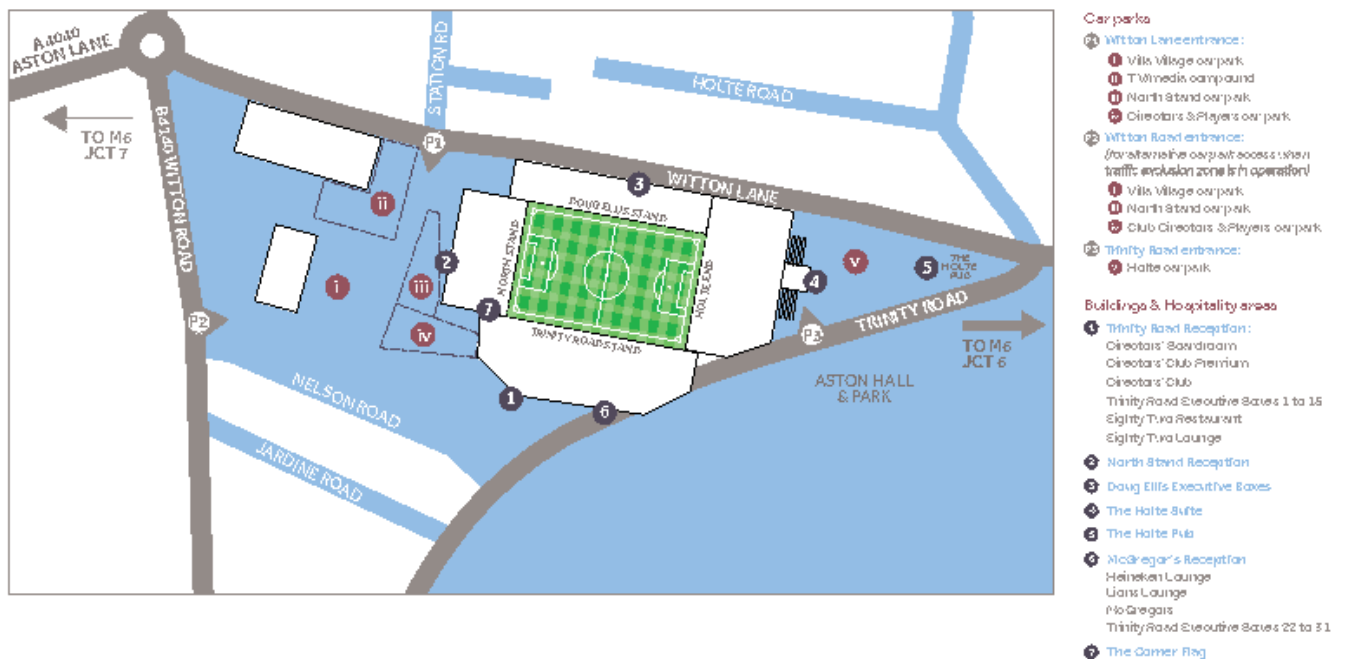 A4040
ASTON LANE
TO M6
JCT 7
B4140 WITTON ROAD
STATION RD
HOLTE ROAD
P1
WITTON LANE
ii
3
DOUG ELLIS STAND
NORTH STAND
HOLTE END
TRINITY ROAD STAND
2
i
iii
7
iv
4
v
5
THE
HOLTE
PUB
P2
P3
TRINITY ROAD
TO M6
JCT 6
ASTON HALL
& PARK
NELSON ROAD
JARDINE ROAD
1
6
Car parks
P1 Witton Lane entrance:
i Villa Village car park
ii TV/media compound
iii North Stand car park
iv Directors & Players car park
P2 Witton Road entrance:
(for alternative car park access when
traffic exclusion zone is in operation)
i Villa Village car park
iii North Stand car park
iv Club Directors & Players car park
P3 Trinity Road entrance:
v Holte car park
Buildings & Hospitality areas
1 Trinity Road Reception:
Directors' Boardroom
Directors' Club Premium
Directors' Club
Trinity Road Executive Boxes 1 to 15
Eighty Two Restaurant
Eighty Two Lounge
2 North Stand Reception
3 Doug Ellis Executive Boxes
4 The Holte Suite
5 The Holte Pub
6 McGregor's Reception
Heineken Lounge
Lions Lounge
McGregors
Trinity Road Executive Boxes 22 to 31
7 The Corner Flag